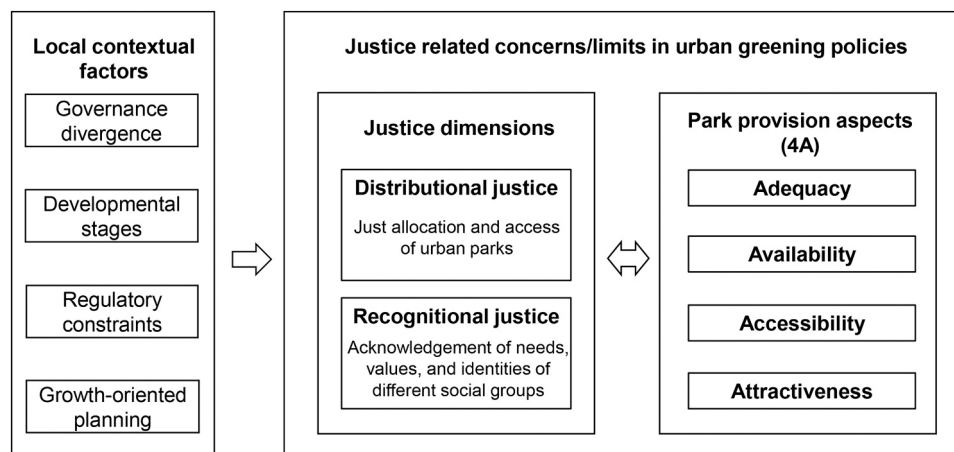 Local contextual
factors
Governance
divergence
Developmental
stages
Regulatory
constraints
Growth-oriented
planning
Justice related concerns/limits in urban greening policies
Justice dimensions
Distributional justice
Just allocation and access
of urban parks
Recognitional justice
Acknowledgement of needs,
values, and identities of
different social groups
Park provision aspects
(4A)
Adequacy
Availability
Accessibility
Attractiveness